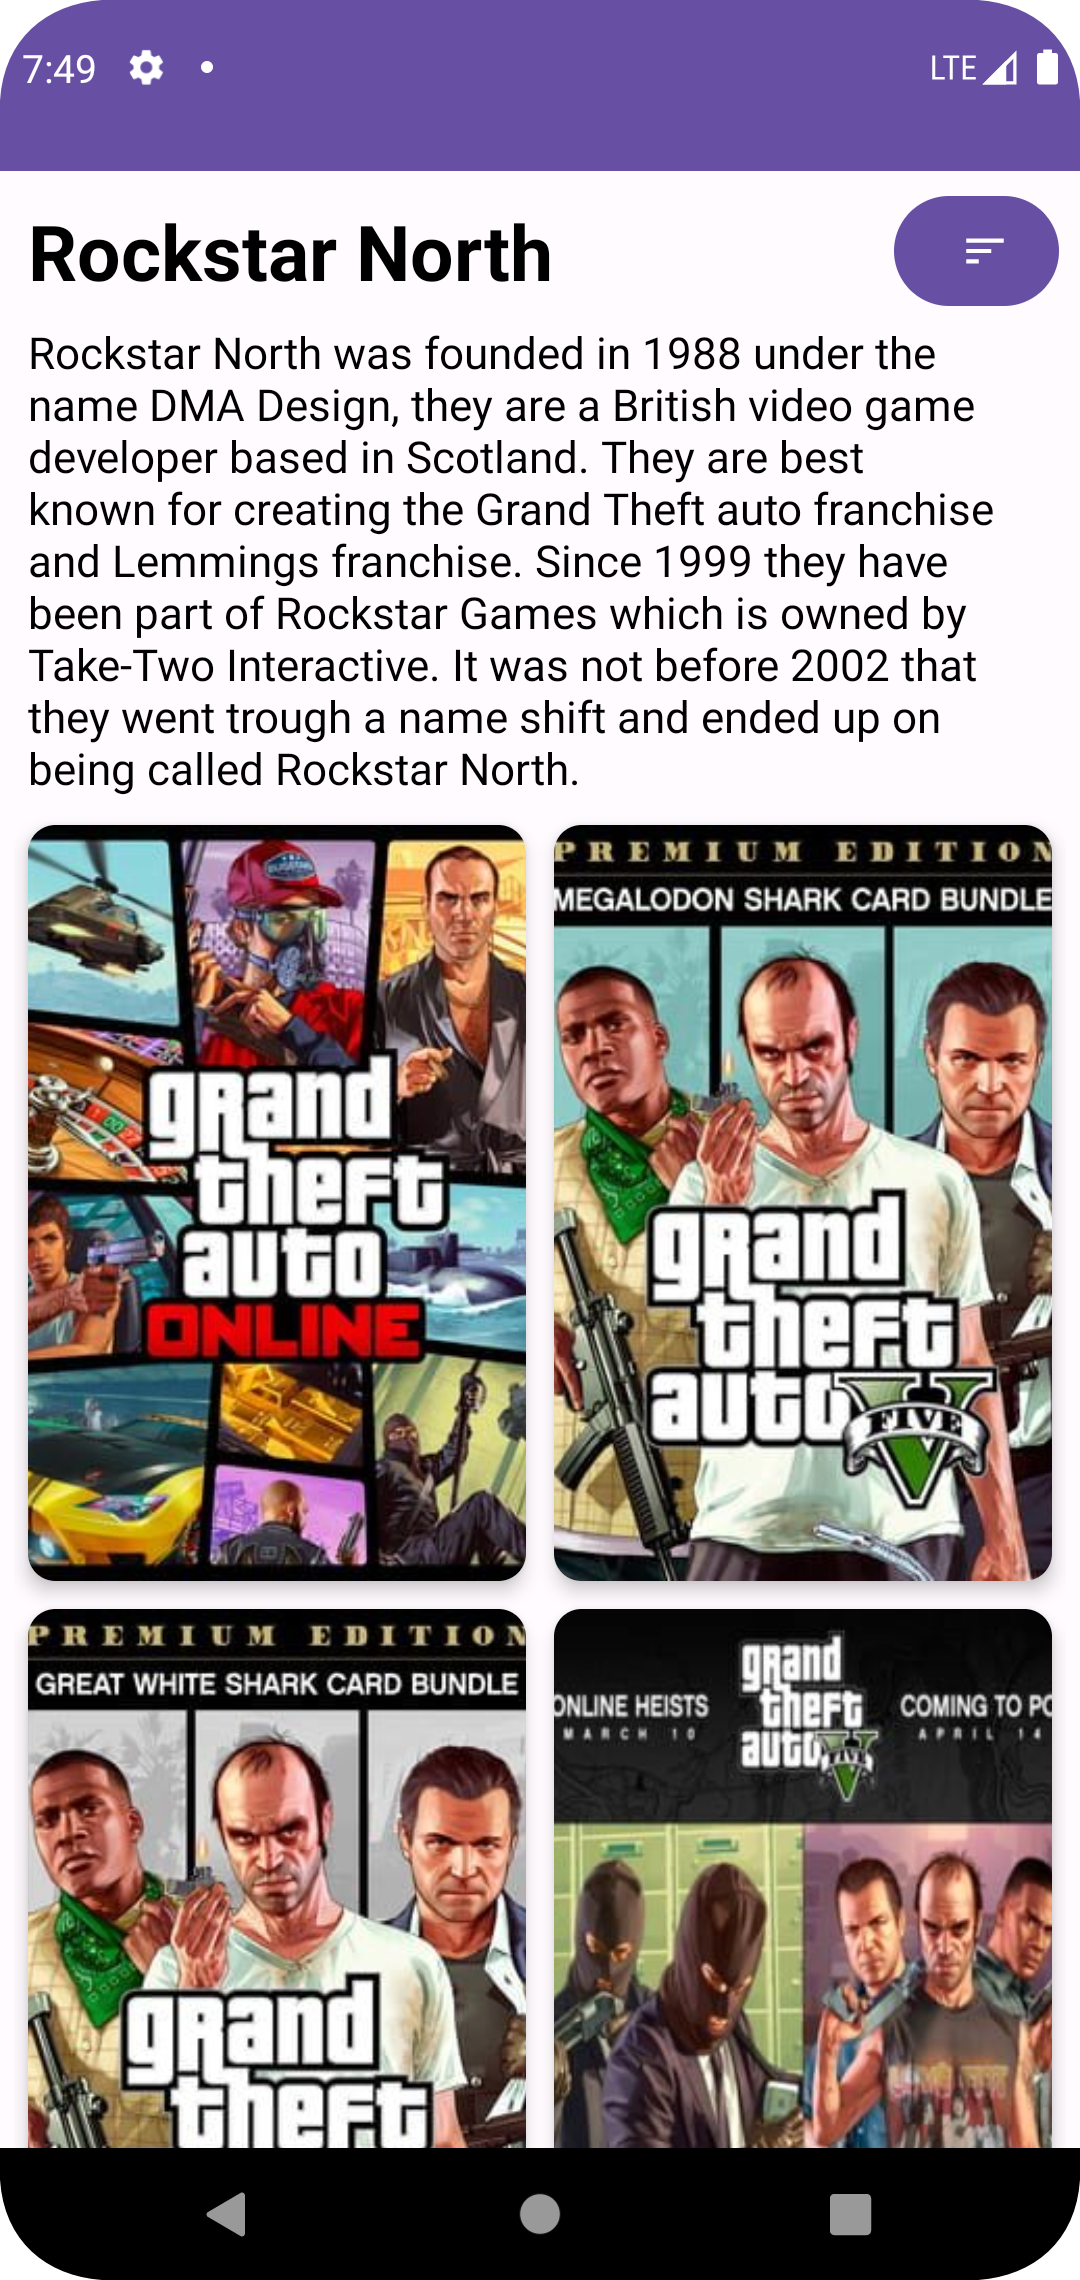 7:49
LTE
Rockstar North
Rockstar North was founded in 1988 under the
name DMA Design, they are a British video game
developer based in Scotland. They are best
known for creating the Grand Theft auto franchise
and Lemmings franchise. Since 1999 they have
been part of Rockstar Games which is owned by
Take-Two Interactive. It was not before 2002 that
they went trough a name shift and ended up on
being called Rockstar North.
grand
theft
auto
ONLINE
PREMIUM EDITION
MEGALODON SHARK CARD BUNDLE
grand
theft
auto V
FIVE
PREMIUM EDITION
GREAT WHITE SHARK CARD BUNDLE
grand
theft
ONLINE HEISTS
MARCH 10
grand
theft
auto V
FIVE
COMING TO PC
APRIL 14